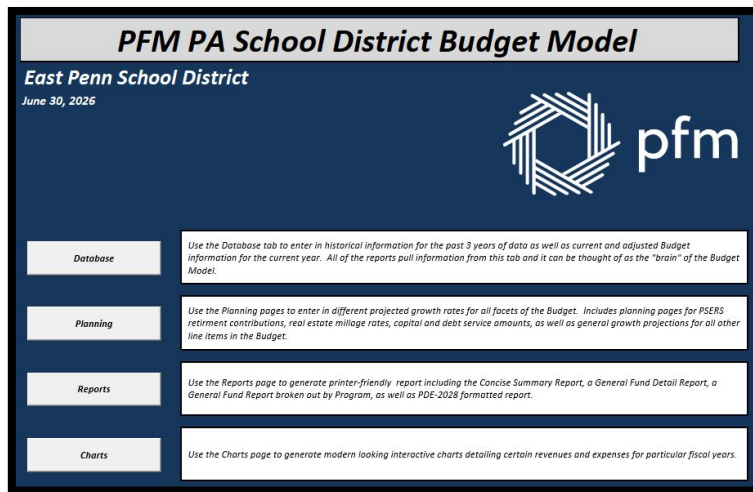 PFM PA School District Budget Model
East Penn School District
June 30, 2026
pfm
Database
Use the Database tab to enter in historical information for the past 3 years of data as well as current and adjusted Budget
information for the current year. All of the reports pull information from this tab and it can be thought of as the "brain" of the Budget
Model.
Planning
Use the Planning pages to enter in different projected growth rates for all facets of the Budget. Includes planning pages for PSERS
retirment contributions, real estate millage rates, capital and debt service amounts, as well as general growth projections for all other
line items in the Budget.
Reports
Use the Reports page to generate printer-friendly report including the Concise Summary Report, a General Fund Detail Report, a
General Fund Report broken out by Program, as well as PDE-2028 formatted report.
Charts
Use the Charts page to generate modern looking interactive charts detailing certain revenues and expenses for particular fiscal years.